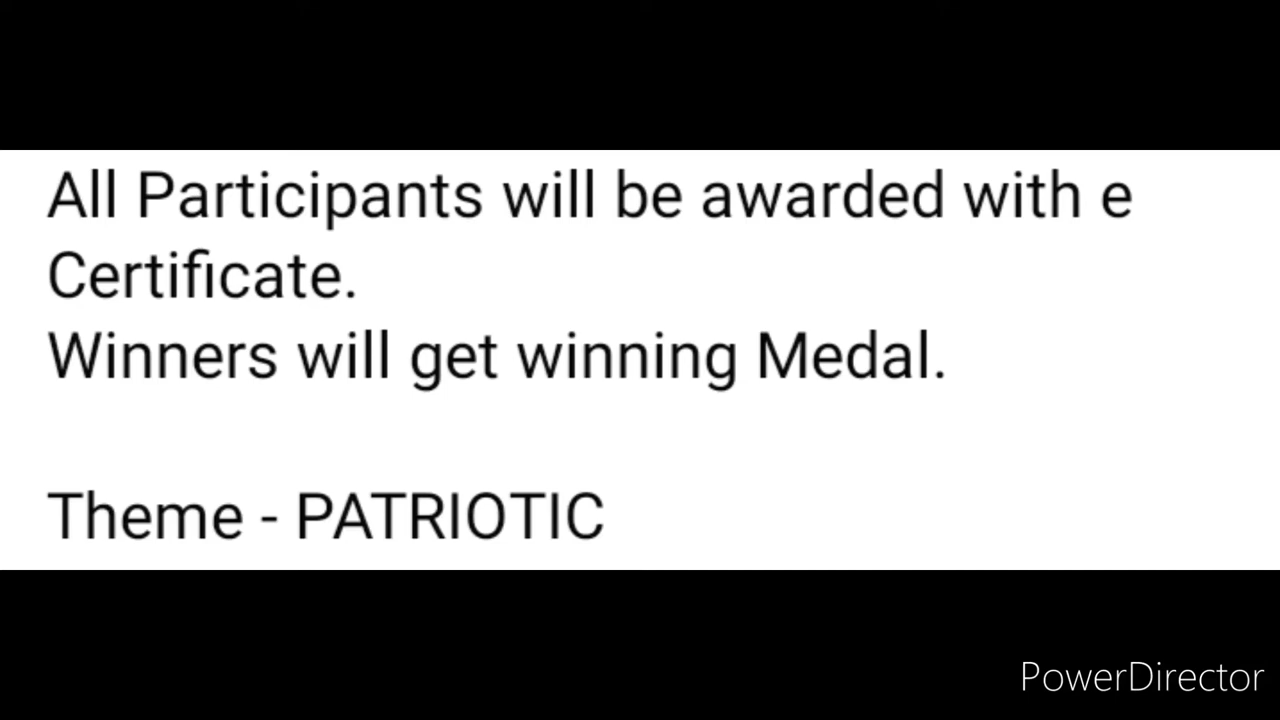 All Participants will be awarded with e
Certificate.
Winners will get winning Medal.
Theme - PATRIOTIC
PowerDirector